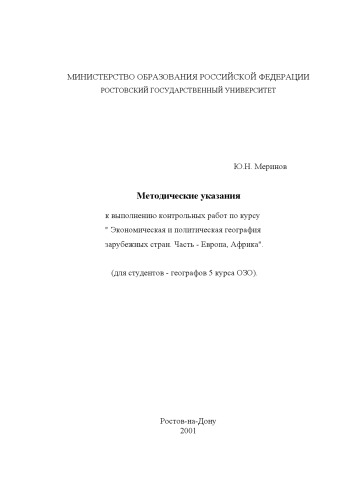 МИНИСТЕРСТВО ОБРАЗОВАНИЯ РОССИЙСКОЙ ФЕДЕРАЦИИ
РОСТОВСКИЙ ГОСУДАРСТВЕННЫЙ УНИВЕРСИТЕТ
Ю.Н. Меринов
Методические указания
к выполнению контрольных работ по курсу
" Экономическая и политическая география
зарубежных стран. Часть - Европа, Африка".
(для студентов - географов 5 курса ОЗО).
Ростов-на-Дону
2001